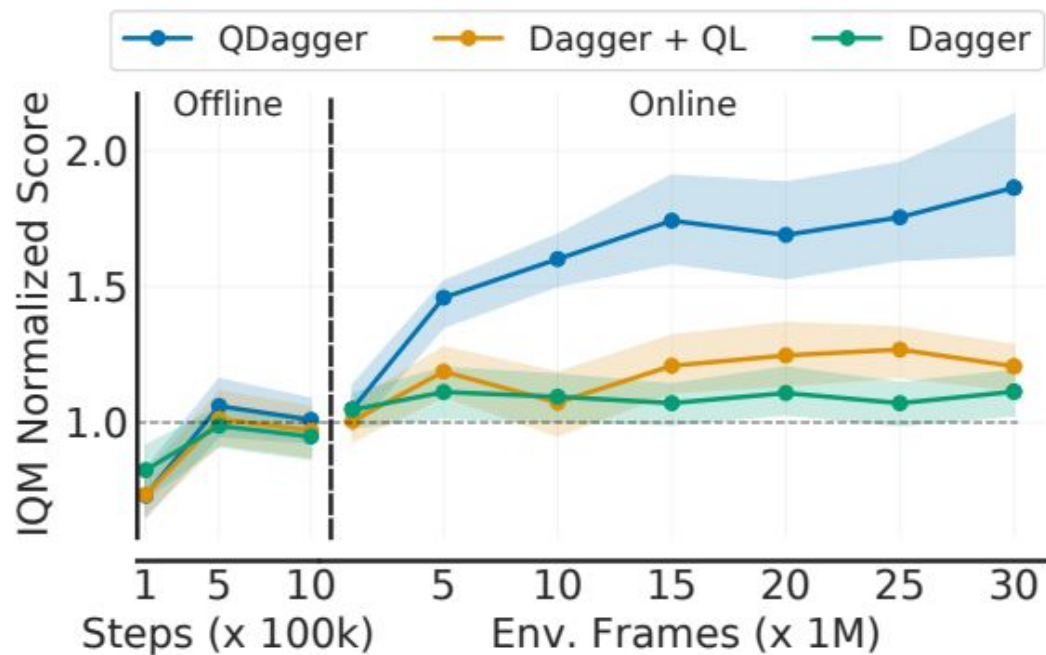 QDagger Dagger + QL Dagger
Offline Online
IQM Normalized Score
2.0
1.5
1.0
1 5 10 5 10 15 20 25 30
Steps (x 100k) Env. Frames (x 1M)